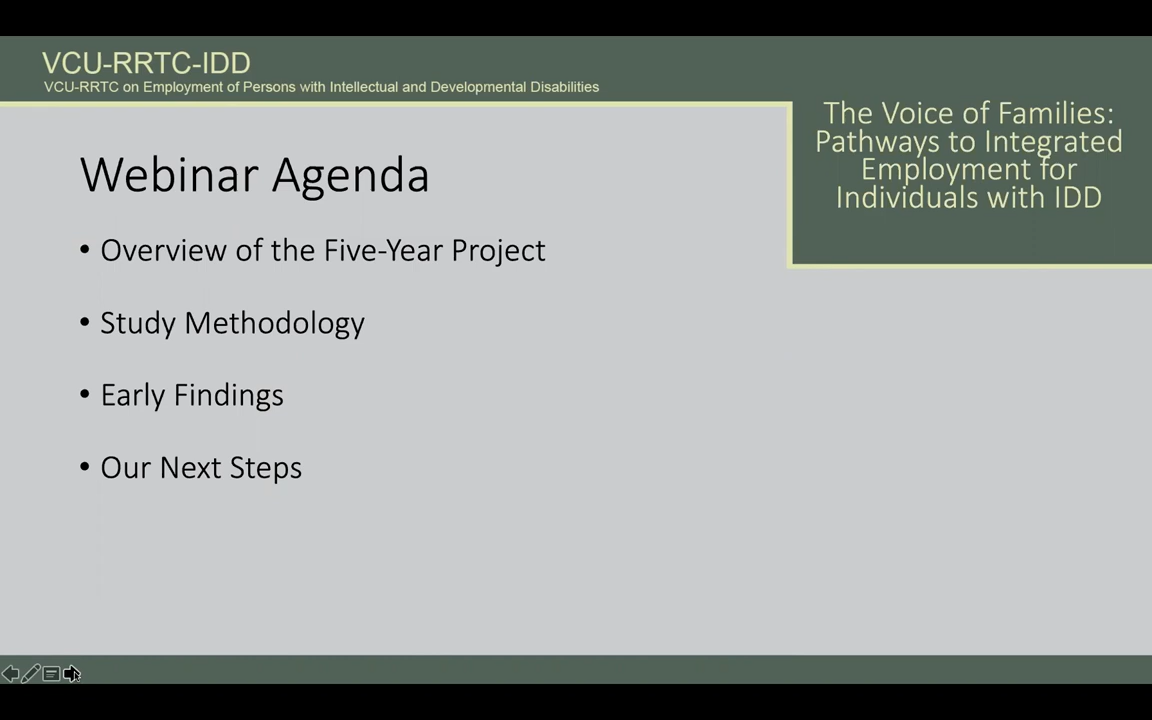 VCU-RRTC-IDD
VCU-RRTC on Employment of Persons with Intellectual and Developmental Disabilities
The Voice of Families:
Pathways to Integrated
Employment for
Individuals with IDD
Webinar Agenda
• Overview of the Five-Year Project
• Study Methodology
• Early Findings
• Our Next Steps